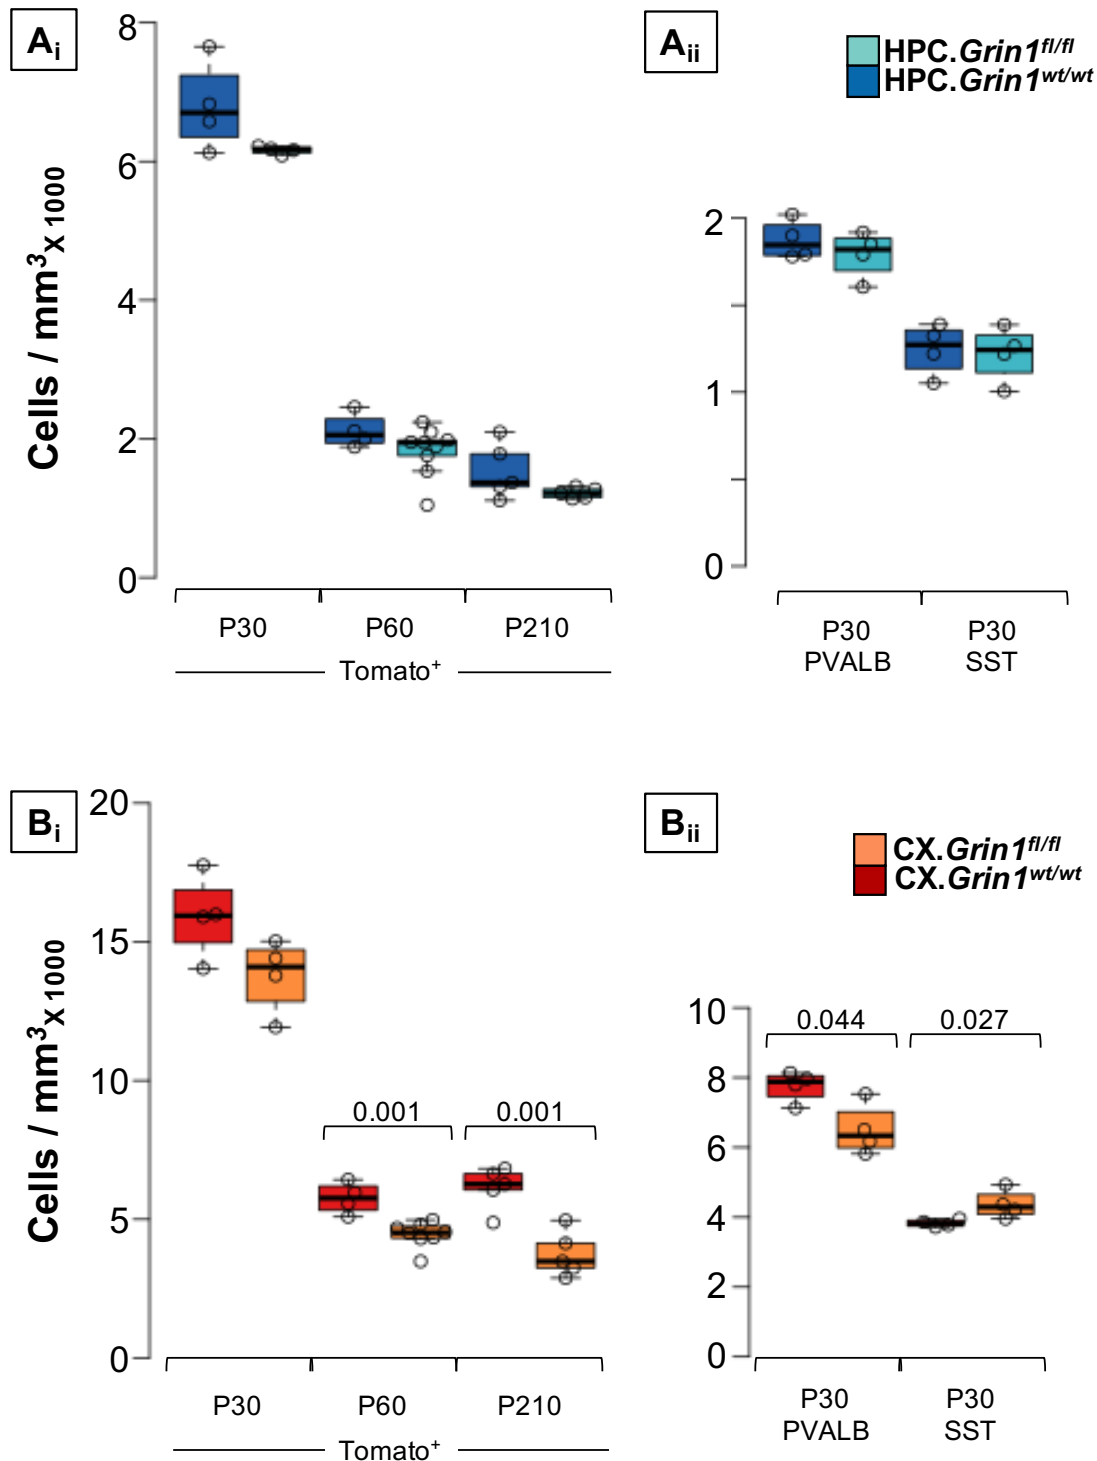 Ai
8
6
4
2
0
Cells / mm³ x 1000
P30 P60 P210
Tomato⁺
Aii
HPC.Grin1fl/fl
HPC.Grin1wt/wt
2
1
0
P30 P30
PVALB SST
Bi
20
15
10
5
0
Cells / mm³ x 1000
0.001 0.001
P30 P60 P210
Tomato⁺
Bii
CX.Grin1fl/fl
CX.Grin1wt/wt
10
8
6
4
2
0
0.044 0.027
P30 P30
PVALB SST